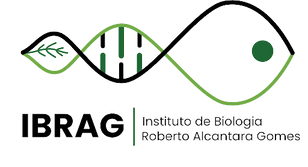 IBRAG
Instituto de Biologia
Roberto Alcantara Gomes